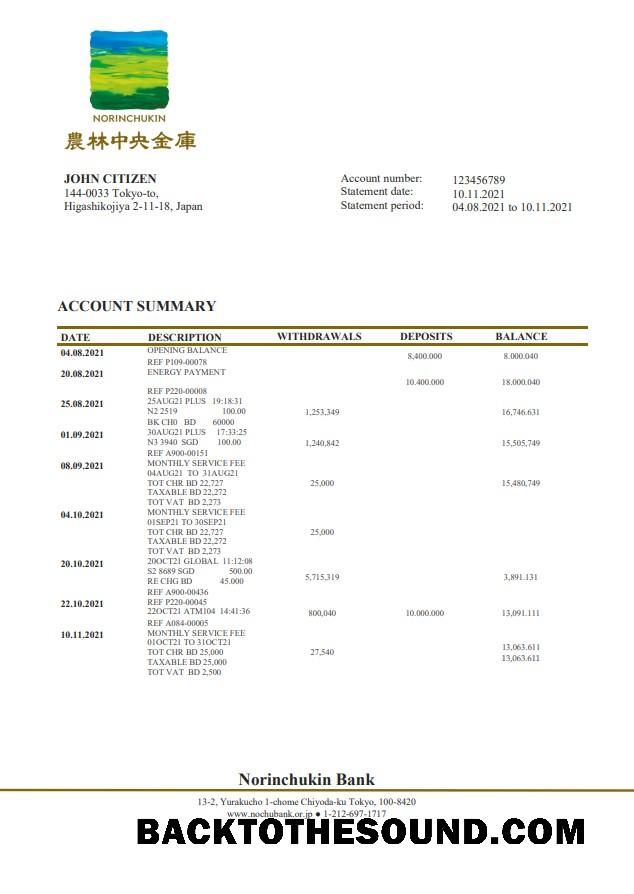 NORINCHUKIN
農林中央金庫
JOHN CITIZEN
144-0033 Tokyo-to,
Higashikojiya 2-11-18, Japan
Account number: 123456789
Statement date: 10.11.2021
Statement period: 04.08.2021 to 10.11.2021
ACCOUNT SUMMARY
DATE DESCRIPTION WITHDRAWALS DEPOSITS BALANCE
04.08.2021 OPENING BALANCE
8,400.000 8.000.040
REF P109-00078
20.08.2021 ENERGY PAYMENT
10.400.000 18.000.040
REF P220-00008
25.08.2021 25AUG21 PLUS 19:18:31
N2 2519 100.00 1,253,349 16,746.631
BK CH0 BD 60000
01.09.2021 30AUG21 PLUS 17:33:25
N3 3940 SGD 100.00 1,240,842 15,505,749
REF A900-00151
08.09.2021 MONTHLY SERVICE FEE
04AUG21 TO 31AUG21
TOT CHR BD 22,727 25,000 15,480,749
TAXABLE BD 22,272
TOT VAT BD 2,273
04.10.2021 MONTHLY SERVICE FEE
01SEP21 TO 30SEP21
TOT CHR BD 22,727 25,000
TAXABLE BD 22,272
TOT VAT BD 2,273
20.10.2021 20OCT21 GLOBAL 11:12:08
S2 8689 SGD 500.00
5,715,319 3,891.131
RE CHG BD 45.000
REF A900-00436
22.10.2021 REF P220-00045
22OCT21 ATM104 14:41:36 800,040 10.000.000 13,091.111
REF A084-00005
10.11.2021 MONTHLY SERVICE FEE
01OCT21 TO 31OCT21
13,063.611
TOT CHR BD 25,000 27,540
13,063.611
TAXABLE BD 25,000
TOT VAT BD 2,500
Norinchukin Bank
13-2, Yurakucho 1-chome Chiyoda-ku Tokyo, 100-8420
www.nochubank.or.jp ● 1-212-697-1717
BACKTOTHESOUND.COM